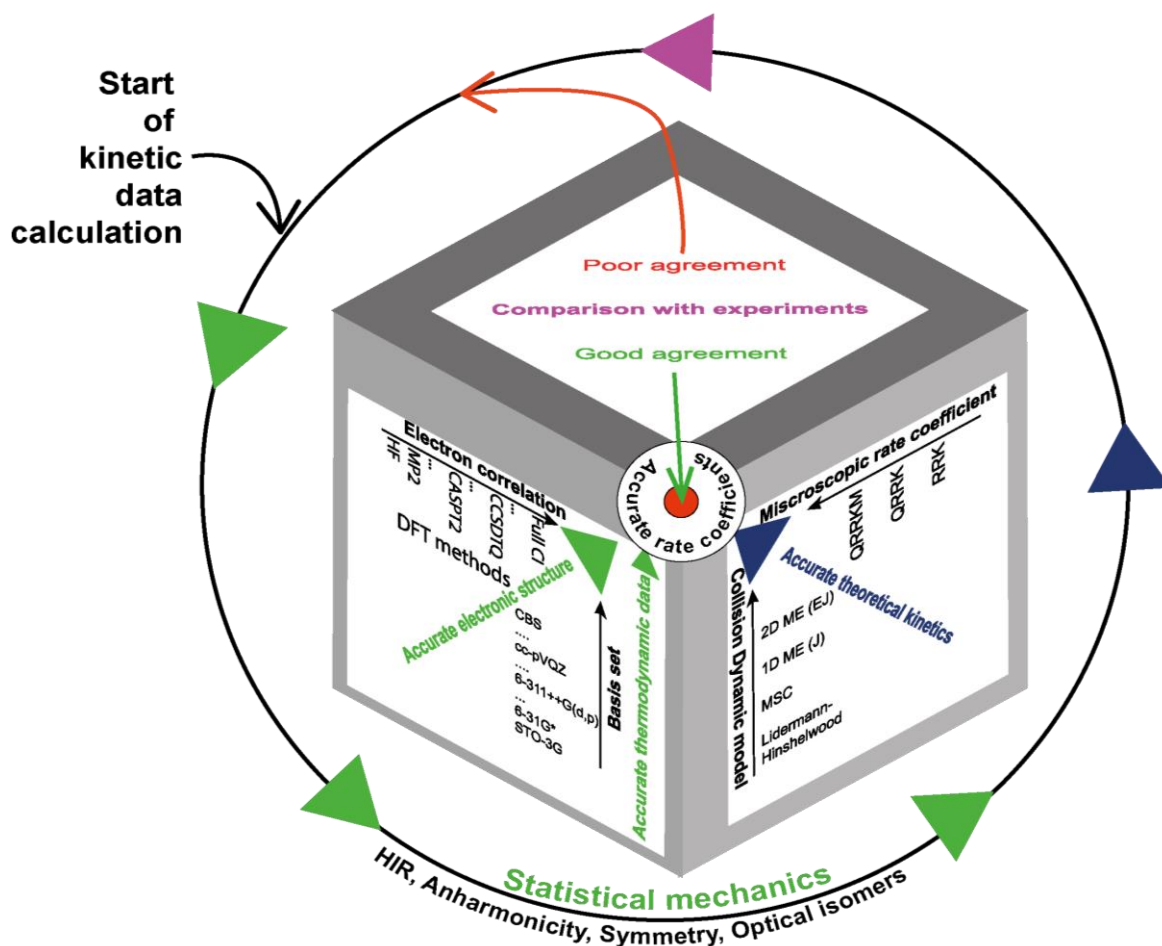 Start
of
kinetic
data
calculation
Poor agreement
Comparison with experiments
Good agreement
Accurate rate coefficients
Electron correlation
HF
MP2
...
CASPT2
...
CCSDTQ
...
Full CI
DFT methods
Accurate electronic structure
CBS
....
cc-pVQZ
....
6-311++G(d,p)
...
6-31G*
STO-3G
Basis set
Accurate thermodynamic data
Miscroscopic rate coefficient
QRRKM
QRRK
RRK
Accurate theoretical kinetics
Collision Dynamic model
2D ME (EJ)
1D ME (J)
MSC
Lidermann-
Hinshelwood
Statistical mechanics
HIR, Anharmonicity, Symmetry, Optical isomers